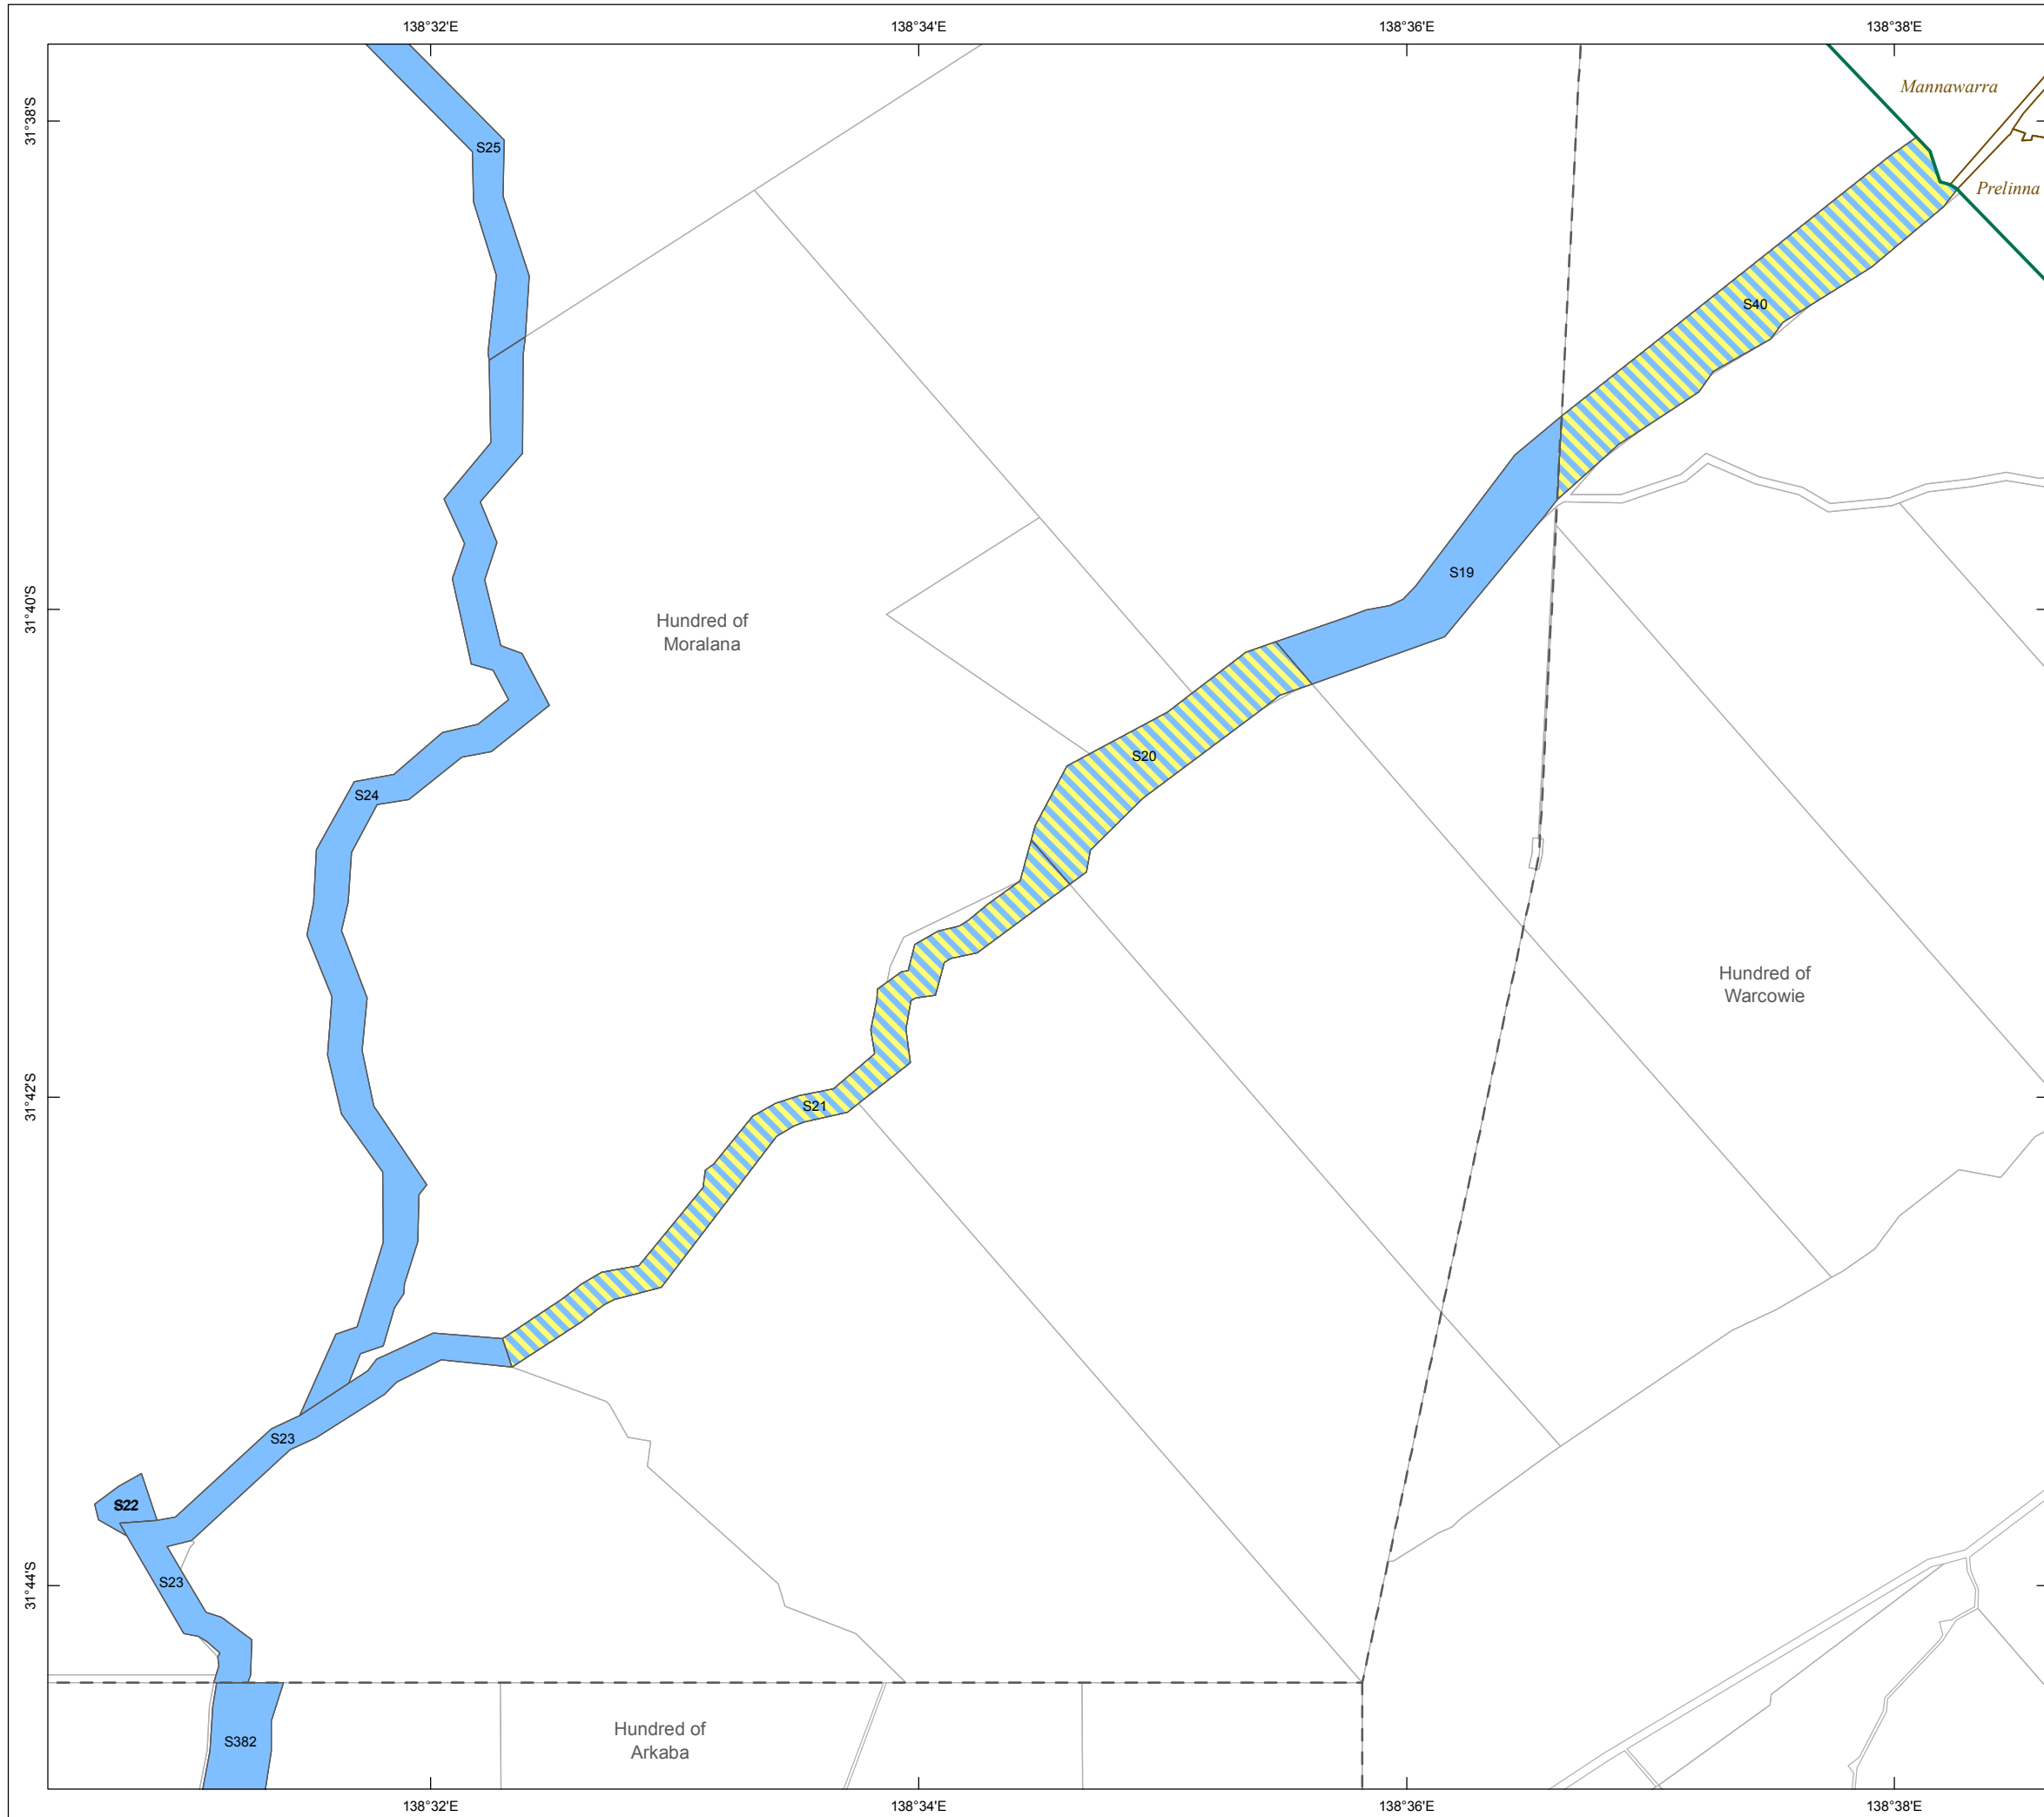 138°32'E
138°34'E
138°36'E
138°38'E
Mannawarra
31°38'S
S25
Prelinna
S40
S19
31°40'S
Hundred of
Moralana
S20
S24
Hundred of
Warcowie
31°42'S
S21
S23
S22
S23
31°44'S
Hundred of
Arkaba
S382
138°32'E
138°34'E
138°36'E
138°38'E